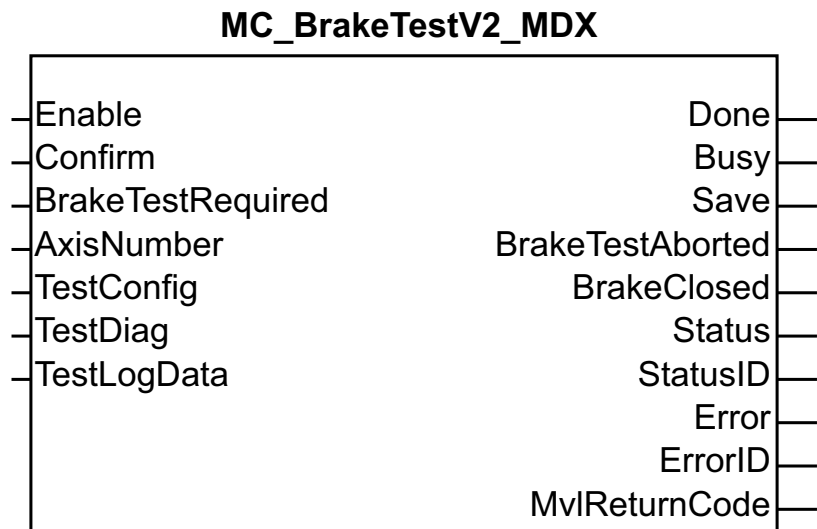 MC_BrakeTestV2_MDX
Enable Done
Confirm Busy
BrakeTestRequired Save
AxisNumber BrakeTestAborted
TestConfig BrakeClosed
TestDiag Status
TestLogData StatusID
Error
ErrorID
MvlReturnCode